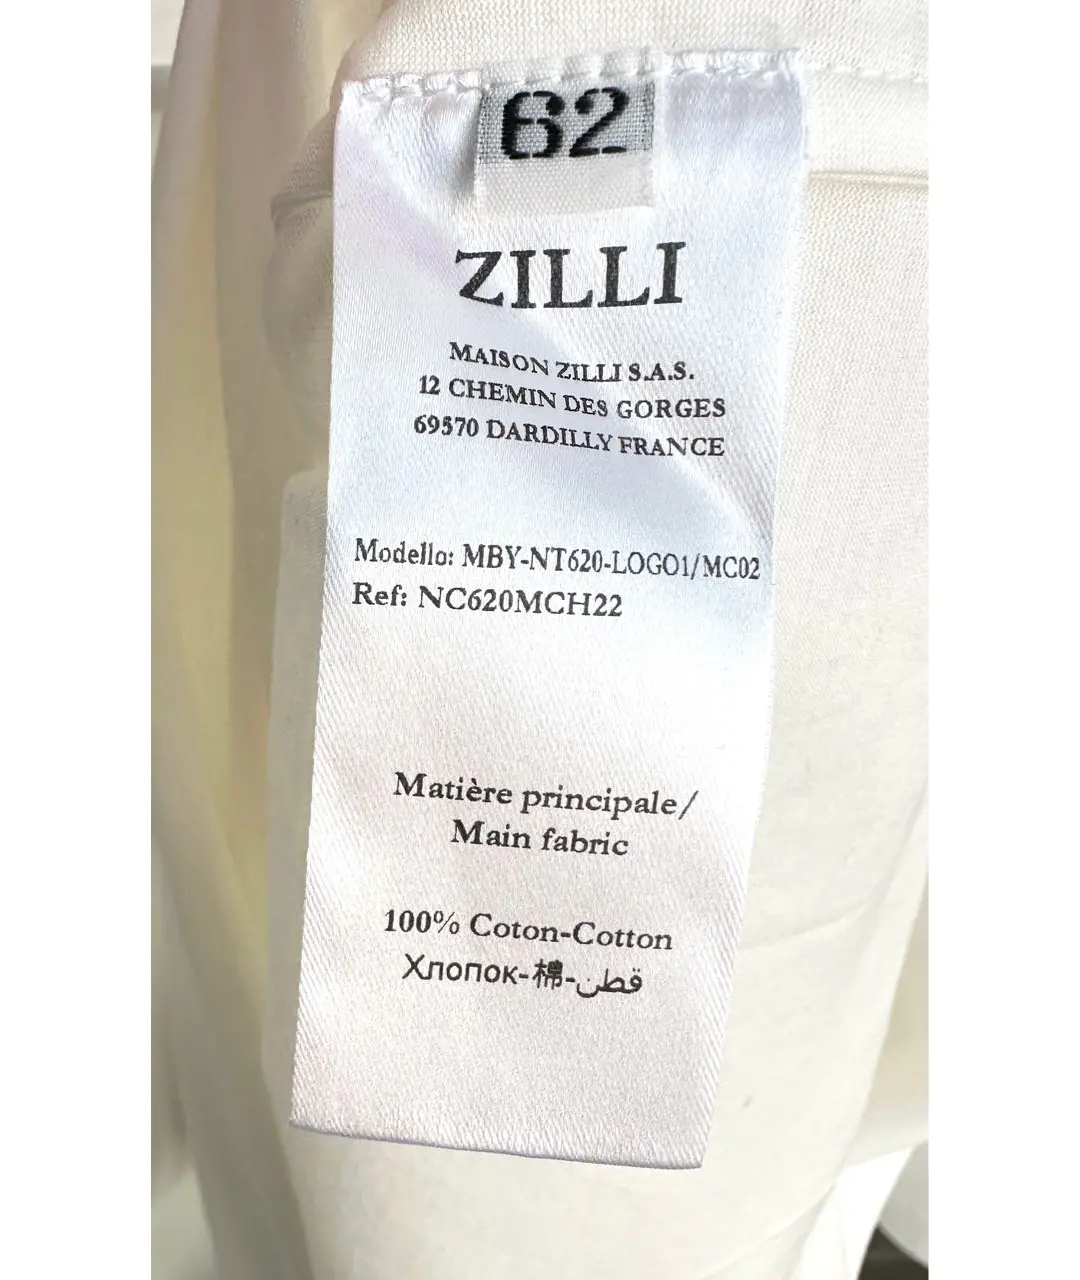 62
ZILLI
MAISON ZILLI S.A.S.
12 CHEMIN DES GORGES
69570 DARDILLY FRANCE
Modello: MBY-NT620-LOGO1/MC02
Ref: NC620MCH22
Matière principale/
Main fabric
100% Coton-Cotton
Хлопок-棉-قطن